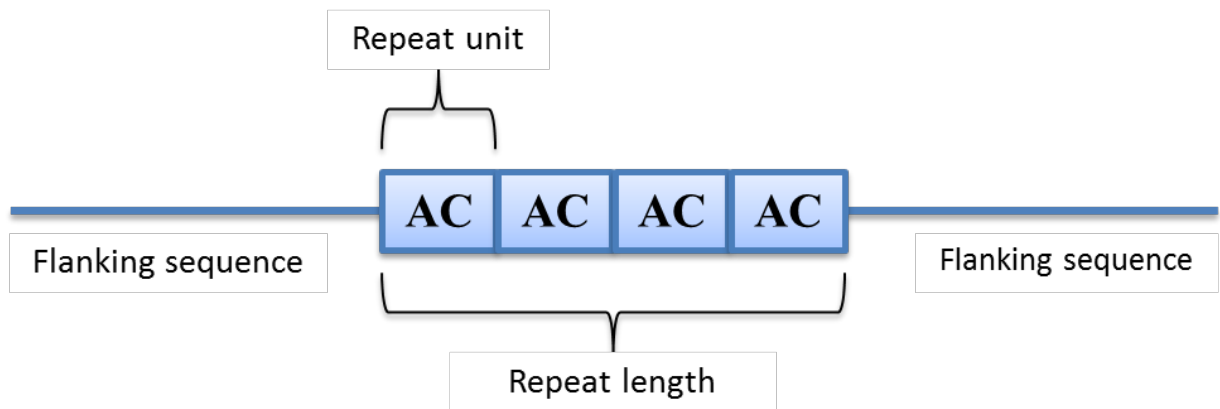 Repeat unit
AC AC AC AC
Flanking sequence
Flanking sequence
Repeat length